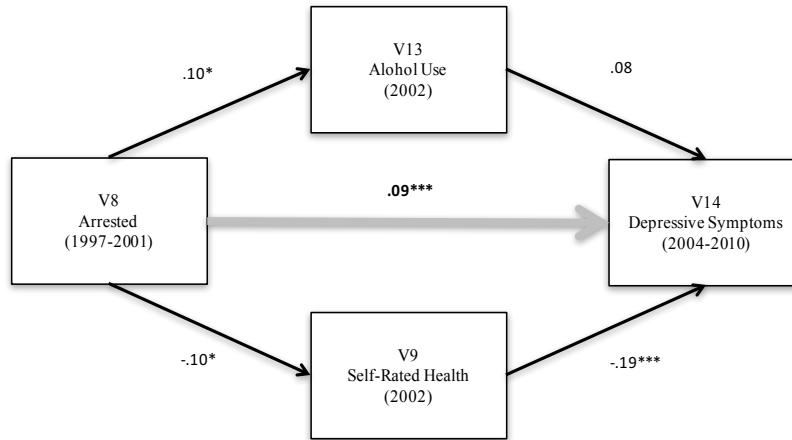 V13
Alohol Use
(2002)
.10*
.08
V8
Arrested
(1997-2001)
.09***
V14
Depressive Symptoms
(2004-2010)
-.10*
V9
Self-Rated Health
(2002)
-.19***